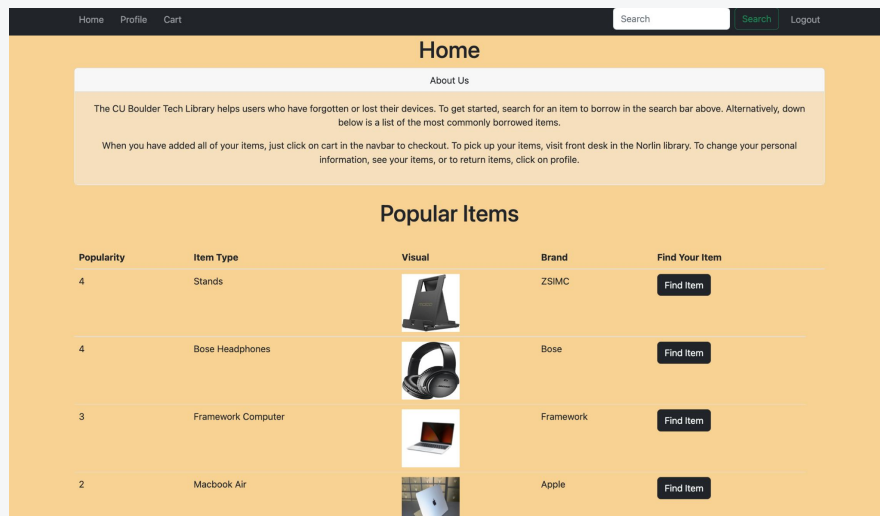 Home Profile Cart Search Search Logout
Home
About Us
The CU Boulder Tech Library helps users who have forgotten or lost their devices. To get started, search for an item to borrow in the search bar above. Alternatively, down
below is a list of the most commonly borrowed items.
When you have added all of your items, just click on cart in the navbar to checkout. To pick up your items, visit front desk in the Norlin library. To change your personal
information, see your items, or to return items, click on profile.
Popular Items
Popularity Item Type Visual Brand Find Your Item
4 Stands ZSIMC Find Item
4 Bose Headphones Bose Find Item
3 Framework Computer Framework Find Item
2 Macbook Air Apple Find Item